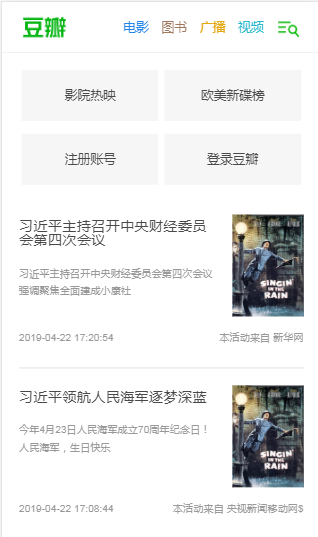 豆瓣 电影 图书 广播 视频
影院热映 欧美新碟榜
注册账号 登录豆瓣
习近平主持召开中央财经委员
会第四次会议
习近平主持召开中央财经委员会第四次会议
强调聚焦全面建成小康社
SINGIN'
IN THE
RAIN
2019-04-22 17:20:54 本活动来自 新华网
习近平领航人民海军逐梦深蓝
今年4月23日人民海军成立70周年纪念日！
人民海军，生日快乐
SINGIN'
IN THE
RAIN
2019-04-22 17:08:44 本活动来自 央视新闻移动网S